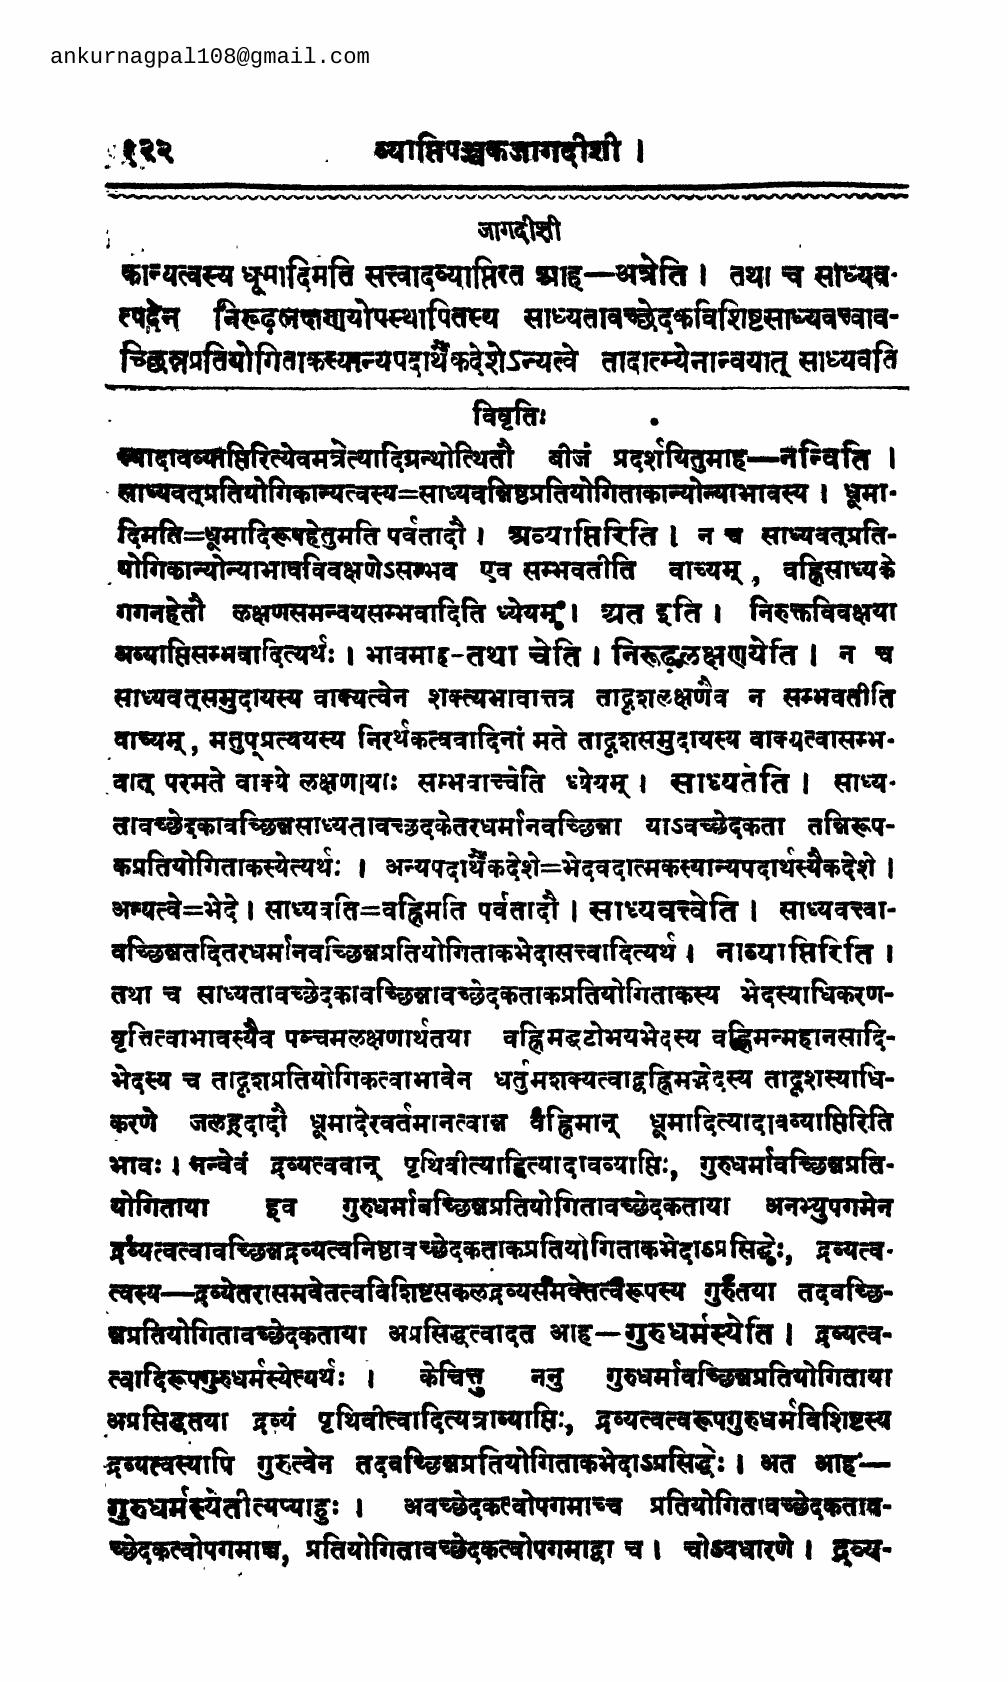 ankurnagpal108@gmail.com
१२२ व्याप्तिपञ्चकजागदीशी ।
जागदीशी
कान्यत्वस्य धूमादिमति सत्त्वादव्याप्तिरत आह—अत्रेति । तथा च साध्यव-
त्पदेन निरूढलक्षणयोपस्थापितस्य साध्यतावच्छेदकविशिष्टसाध्यवत्त्वाव-
च्छिन्नप्रतियोगिताकस्यान्यपदार्थैकदेशेऽन्यत्वे तादात्म्येनान्वयात् साध्यवति
विवृतिः
स्यादावव्याप्तिरित्येवमत्रेत्यादिग्रन्थोत्थितौ बीजं प्रदर्शयितुमाह—नन्विति ।
साध्यवत्प्रतियोगिकान्यत्वस्य=साध्यवन्निष्ठप्रतियोगिताकान्योन्याभावस्य । धूमा-
दिमति=धूमादिरूपहेतुमति पर्वतादौ । अव्याप्तिरिति । न च साध्यवत्प्रति-
योगिकान्योन्याभावविवक्षणेऽसम्भव एव सम्भवतीति वाच्यम् , वह्निसाध्यके
गगनहेतौ लक्षणसमन्वयसम्भवादिति ध्येयम् । अत इति । निरुक्तविवक्षया
अव्याप्तिसम्भवादित्यर्थः । भावमाह-तथा चेति । निरूढलक्षणयेति । न च
साध्यवत्समुदायस्य वाक्यत्वेन शक्त्यभावात्तत्र तादृशलक्षणैव न सम्भवतीति
वाच्यम् , मतुप्प्रत्ययस्य निरर्थकत्ववादिनां मते तादृशसमुदायस्य वाक्यत्वासम्भ-
वात् परमते वाक्ये लक्षणायाः सम्भवाच्चेति ध्येयम् । साध्यतेति । साध्य-
तावच्छेदकावच्छिन्नसाध्यतावच्छेदकेतरधर्मानवच्छिन्ना याऽवच्छेदकता तन्निरूप-
कप्रतियोगिताकस्येत्यर्थः । अन्यपदार्थैकदेशे=भेदवदात्मकस्यान्यपदार्थस्यैकदेशे ।
अन्यत्वे=भेदे । साध्यवति=वह्निमति पर्वतादौ । साध्यवत्त्वेति । साध्यवत्त्वा-
वच्छिन्नतदितरधर्मानवच्छिन्नप्रतियोगिताकभेदासत्त्वादित्यर्थः । नाव्याप्तिरिति ।
तथा च साध्यतावच्छेदकावच्छिन्नावच्छेदकताकप्रतियोगिताकस्य भेदस्याधिकरण-
वृत्तित्वाभावस्यैव पञ्चमलक्षणार्थतया वह्निमद्घटोभयभेदस्य वह्निमन्महानसादि-
भेदस्य च तादृशप्रतियोगिकत्वाभावेन धर्तुमशक्यत्वाद्वह्निमद्भेदस्य तादृशस्याधि-
करणे जलह्रदादौ धूमादेरवर्तमानत्वान्न वह्निमान् धूमादित्यादावव्याप्तिरिति
भावः । नन्वेवं द्रव्यत्ववान् पृथिवीत्वादित्यादावव्याप्तिः, गुरुधर्मावच्छिन्नप्रति-
योगिताया इव गुरुधर्मावच्छिन्नप्रतियोगितावच्छेदकताया अनभ्युपगमेन
द्रव्यत्वत्वावच्छिन्नद्रव्यत्वनिष्ठावच्छेदकताकप्रतियोगिताकभेदाऽप्रसिद्धेः, द्रव्यत्व-
त्वस्य—द्रव्येतरासमवेतत्वविशिष्टसकलद्रव्यसमवेतत्वरूपस्य गुरुतया तदवच्छि-
न्नप्रतियोगितावच्छेदकताया अप्रसिद्धत्वादत आह—गुरुधर्मस्येति । द्रव्यत्व-
त्वादिरूपगुरुधर्मस्येत्यर्थः । केचित्तु ननु गुरुधर्मावच्छिन्नप्रतियोगिताया
अप्रसिद्धतया द्रव्यं पृथिवीत्वादित्यत्राव्याप्तिः, द्रव्यत्वत्वरूपगुरुधर्मविशिष्टस्य
द्रव्यत्वस्यापि गुरुत्वेन तदवच्छिन्नप्रतियोगिताकभेदाऽप्रसिद्धेः । अत आह—
गुरुधर्मस्येतीत्यप्याहुः । अवच्छेदकत्वोपगमाच्च प्रतियोगितावच्छेदकताव-
च्छेदकत्वोपगमाच्च, प्रतियोगितावच्छेदकत्वोपगमाद्वा च । चोऽवधारणे । द्रव्य-